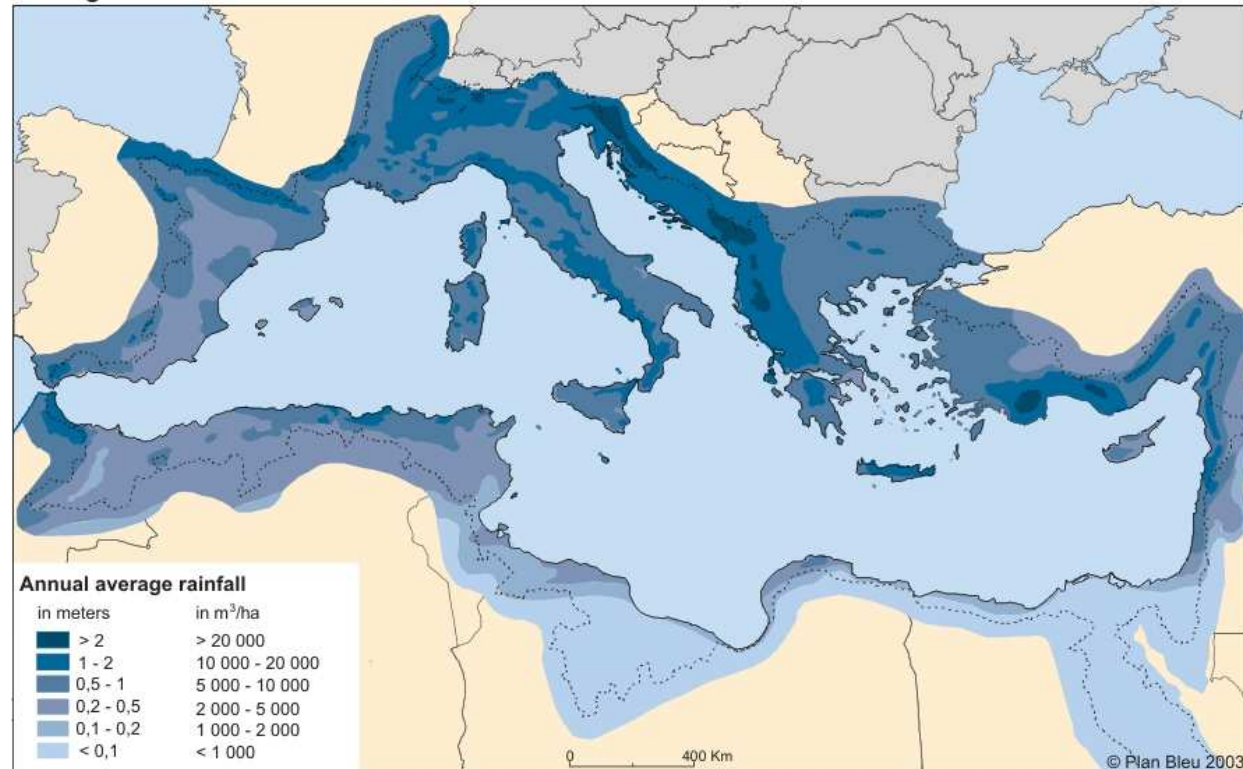 Annual average rainfall
in meters in m³/ha
> 2 > 20 000
1 - 2 10 000 - 20 000
0,5 - 1 5 000 - 10 000
0,2 - 0,5 2 000 - 5 000
0,1 - 0,2 1 000 - 2 000
< 0,1 < 1 000
0 400 Km
© Plan Bleu 2003